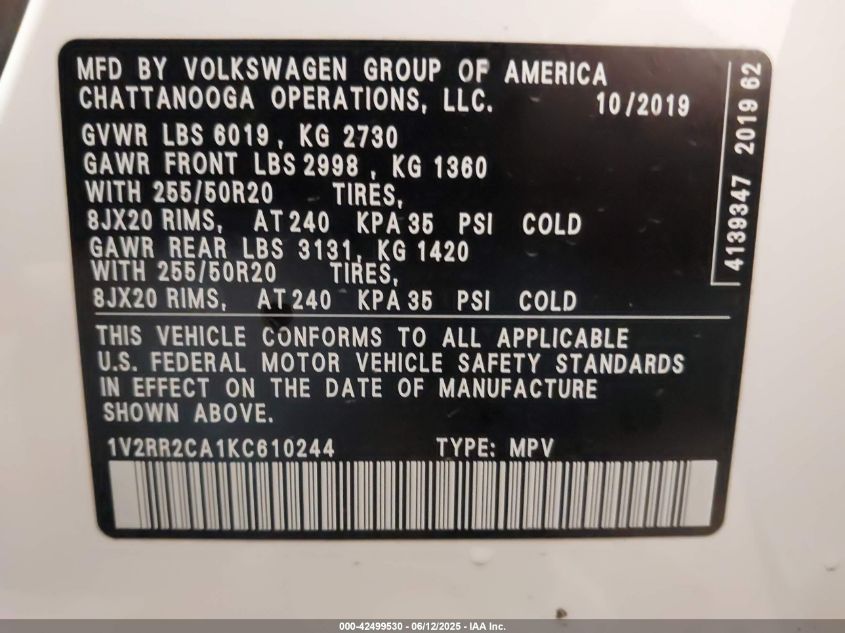 MFD BY VOLKSWAGEN GROUP OF AMERICA
CHATTANOOGA OPERATIONS, LLC. 10/2019
GVWR LBS 6019, KG 2730
GAWR FRONT LBS 2998, KG 1360
WITH 255/50R20 TIRES,
8JX20 RIMS, AT 240 KPA 35 PSI COLD
GAWR REAR LBS 3131, KG 1420
WITH 255/50R20 TIRES,
8JX20 RIMS, AT 240 KPA 35 PSI COLD
4139347 2019 62
THIS VEHICLE CONFORMS TO ALL APPLICABLE
U.S. FEDERAL MOTOR VEHICLE SAFETY STANDARDS
IN EFFECT ON THE DATE OF MANUFACTURE
SHOWN ABOVE.
1V2RR2CA1KC610244 TYPE: MPV
000-42499530 - 06/12/2025 - IAA Inc.